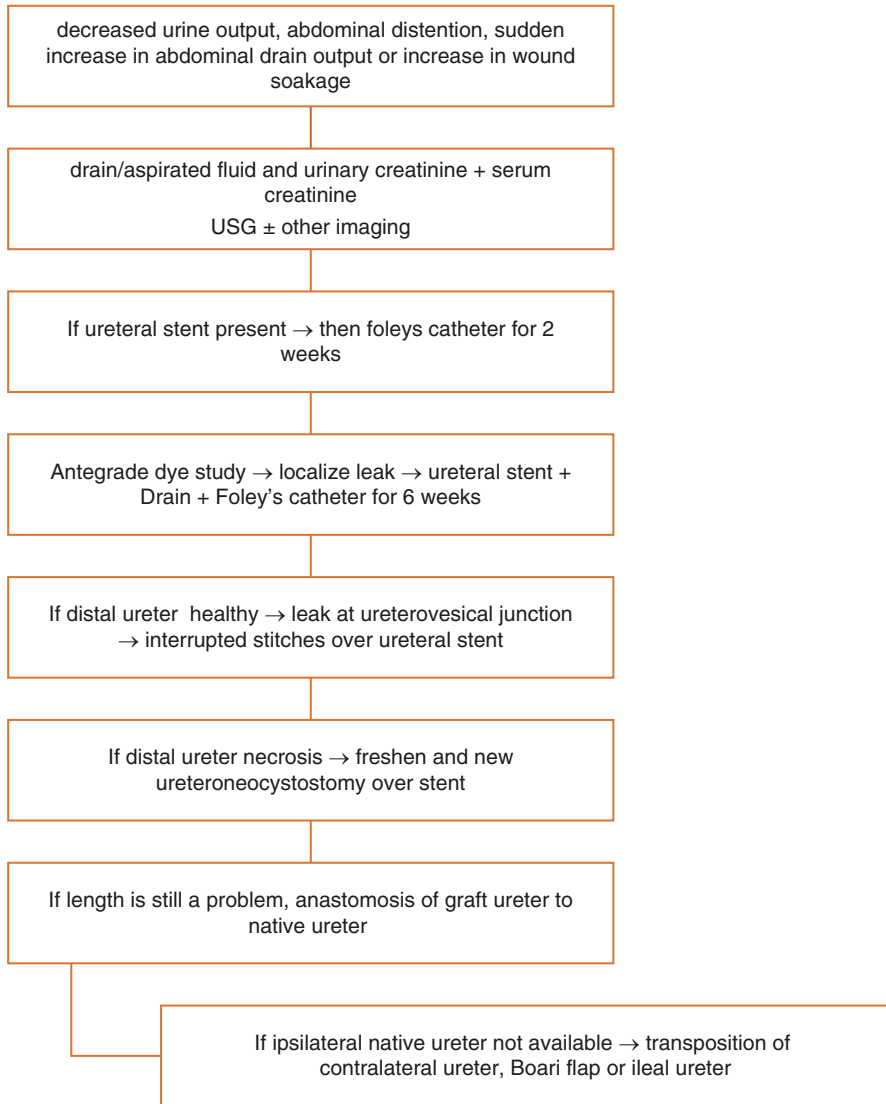 decreased urine output, abdominal distention, sudden
increase in abdominal drain output or increase in wound
soakage
drain/aspirated fluid and urinary creatinine + serum
creatinine
USG ± other imaging
If ureteral stent present → then foleys catheter for 2
weeks
Antegrade dye study → localize leak → ureteral stent +
Drain + Foley’s catheter for 6 weeks
If distal ureter healthy → leak at ureterovesical junction
→ interrupted stitches over ureteral stent
If distal ureter necrosis → freshen and new
ureteroneocystostomy over stent
If length is still a problem, anastomosis of graft ureter to
native ureter
If ipsilateral native ureter not available → transposition of
contralateral ureter, Boari flap or ileal ureter